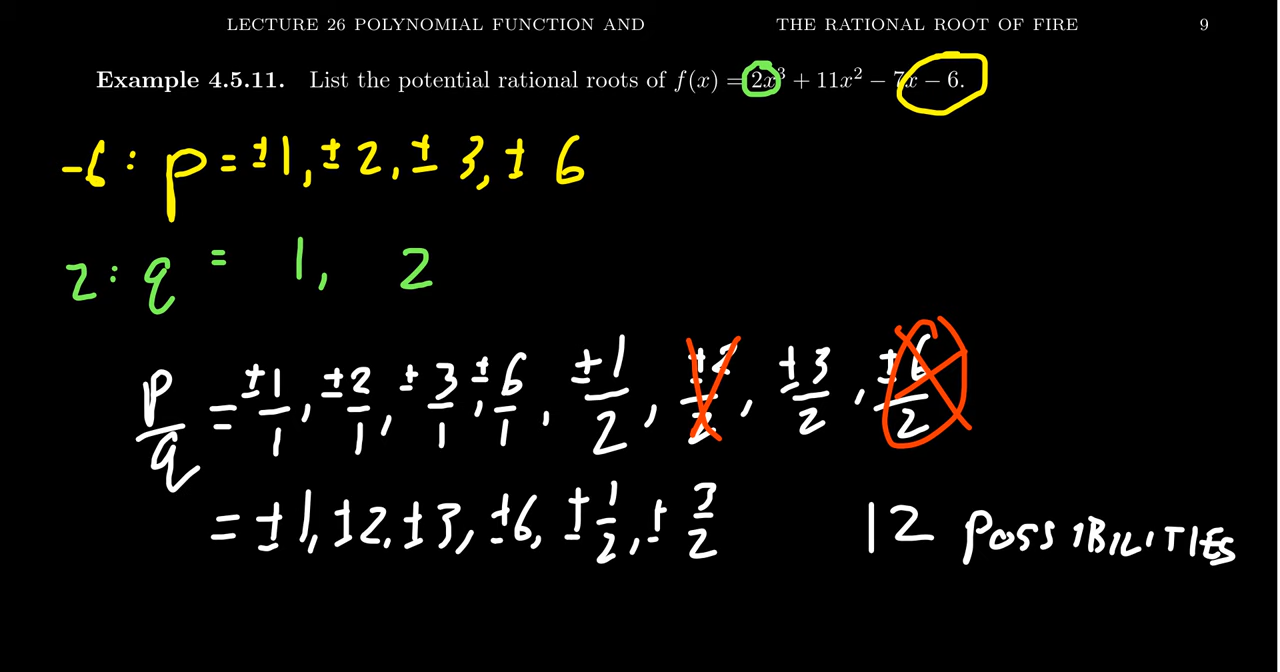 LECTURE 26 POLYNOMIAL FUNCTION AND THE RATIONAL ROOT OF FIRE 9
Example 4.5.11. List the potential rational roots of f(x) = 2x³ + 11x² − 7x − 6.
-6 : p = ±1, ±2, ±3, ±6
2 : q = 1, 2
p/q = ±1/1, ±2/1, ±3/1, ±6/1, ±1/2, ±2/2, ±3/2, ±6/2
= ±1, ±2, ±3, ±6, ±1/2, ±3/2 12 POSSIBILITIES